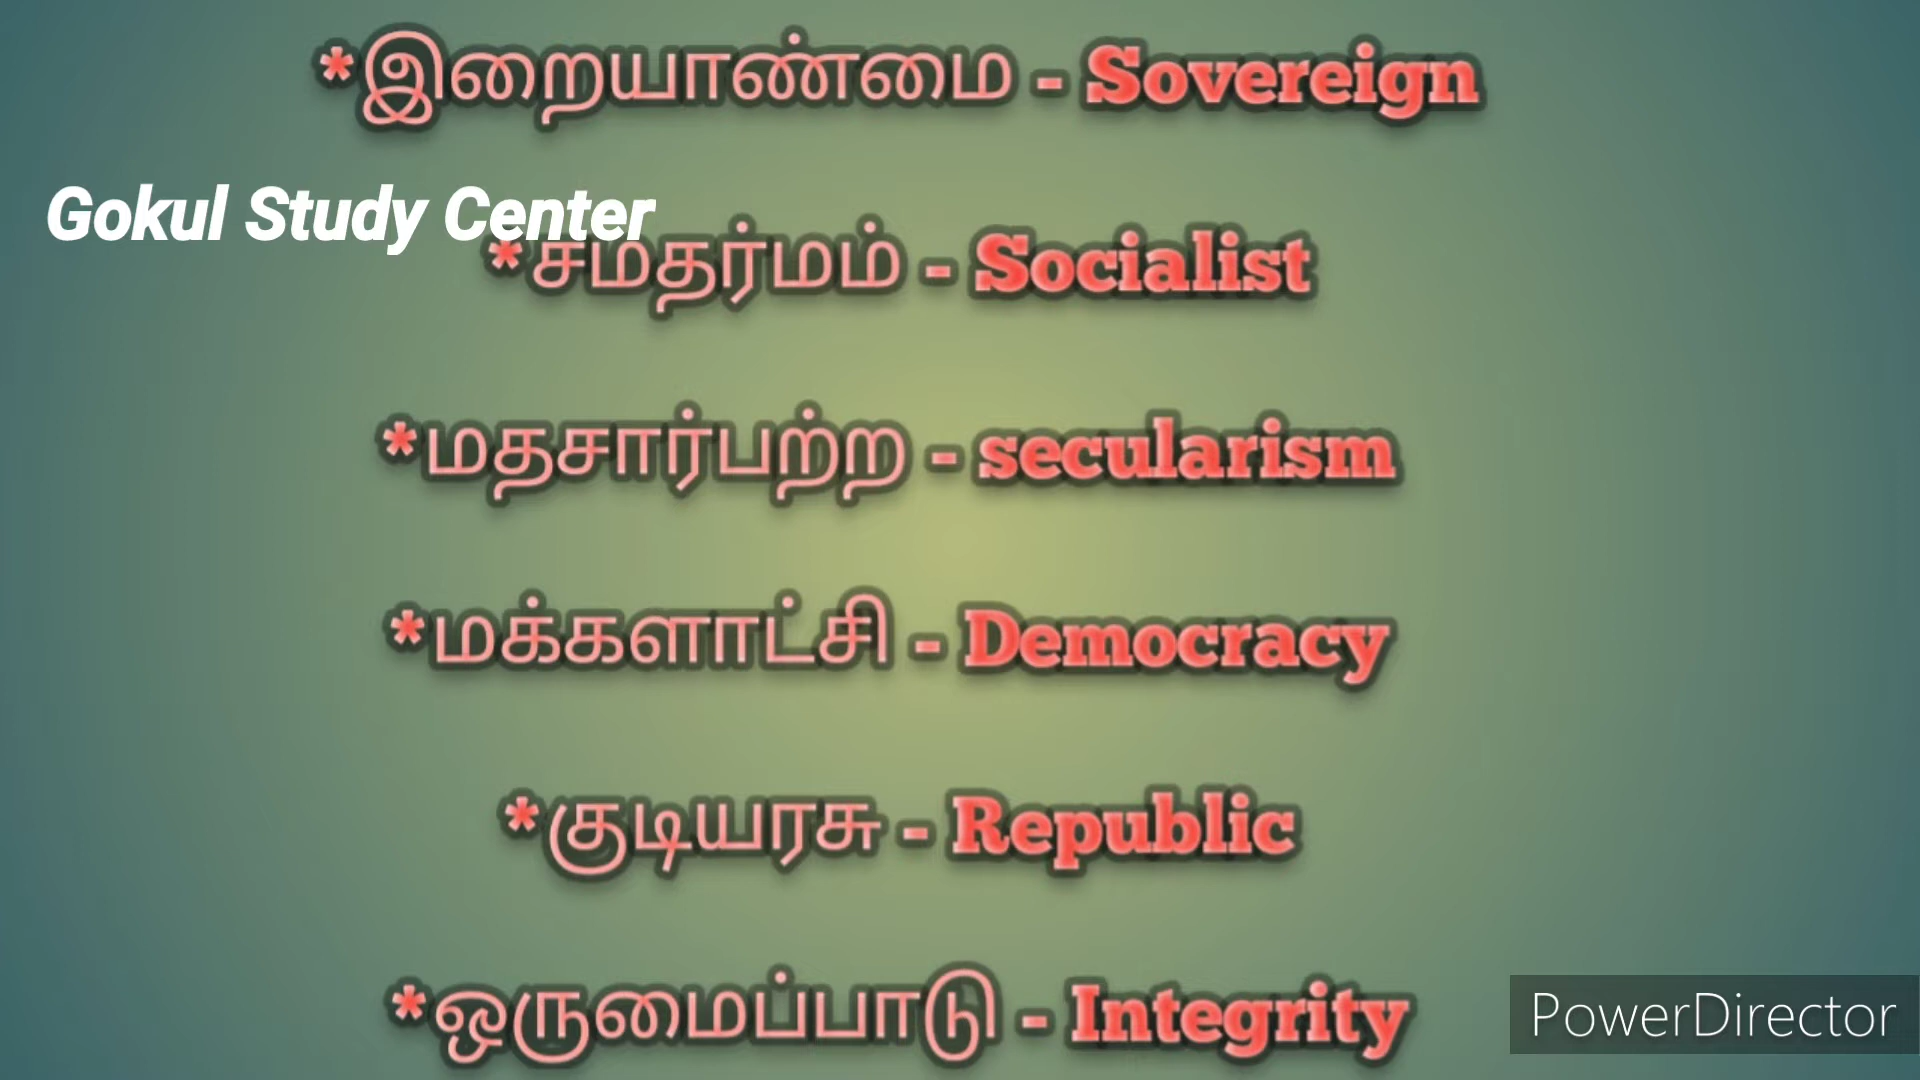 *இறையாண்மை - Sovereign
Gokul Study Center
*சமதர்மம் - Socialist
*மதசார்பற்ற - secularism
*மக்களாட்சி - Democracy
*குடியரசு - Republic
*ஒருமைப்பாடு - Integrity
PowerDirector